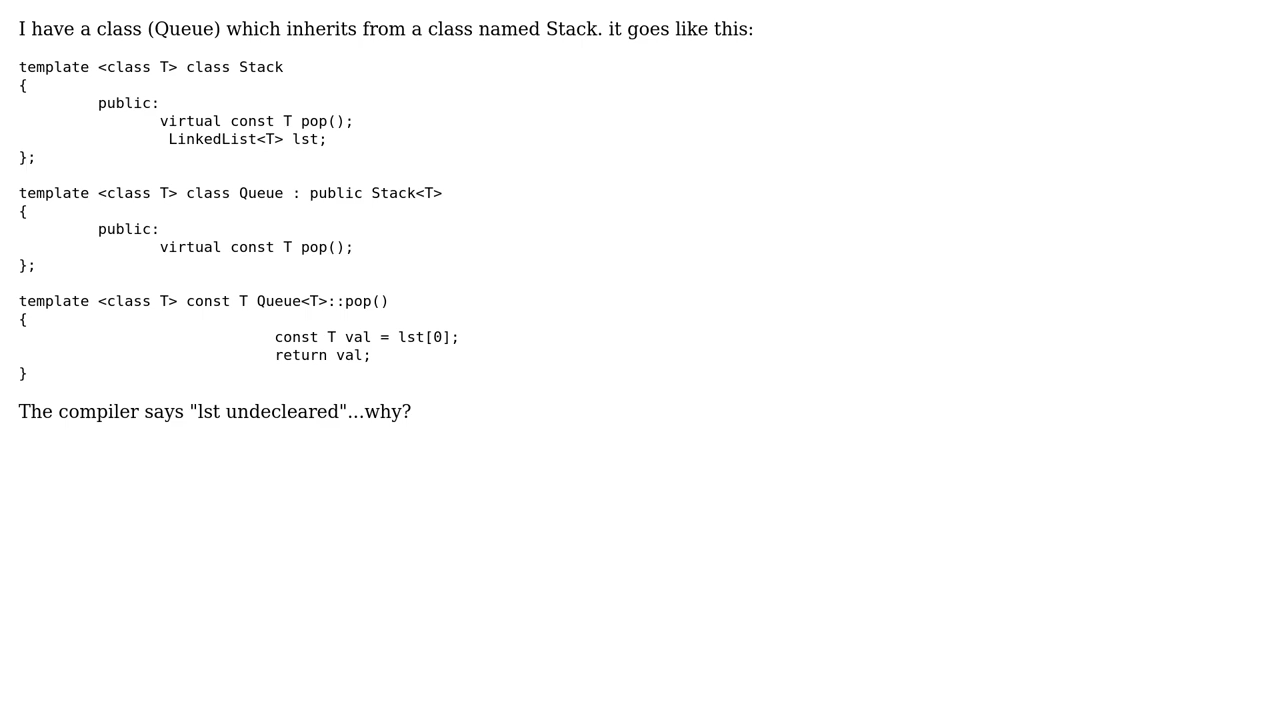 I have a class (Queue) which inherits from a class named Stack. it goes like this:
template <class T> class Stack
{
         public:
                virtual const T pop();
                 LinkedList<T> lst;
};
template <class T> class Queue : public Stack<T>
{
         public:
                virtual const T pop();
};
template <class T> const T Queue<T>::pop()
{
                             const T val = lst[0];
                             return val;
}
The compiler says "lst undecleared"...why?